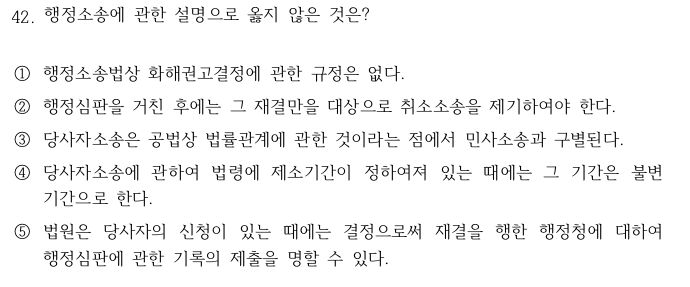 42. 행정소송에 관한 설명으로 옳지 않은 것은?
① 행정소송법상 화해권고결정에 관한 규정은 없다.
② 행정심판을 거친 후에는 그 재결만을 대상으로 취소소송을 제기하여야 한다.
③ 당사자소송은 공법상 법률관계에 관한 것이라는 점에서 민사소송과 구별된다.
④ 당사자소송에 관하여 법령에 제소기간이 정하여져 있는 때에는 그 기간은 불변
기간으로 한다.
⑤ 법원은 당사자의 신청이 있는 때에는 결정으로써 재결을 행한 행정청에 대하여
행정심판에 관한 기록의 제출을 명할 수 있다.